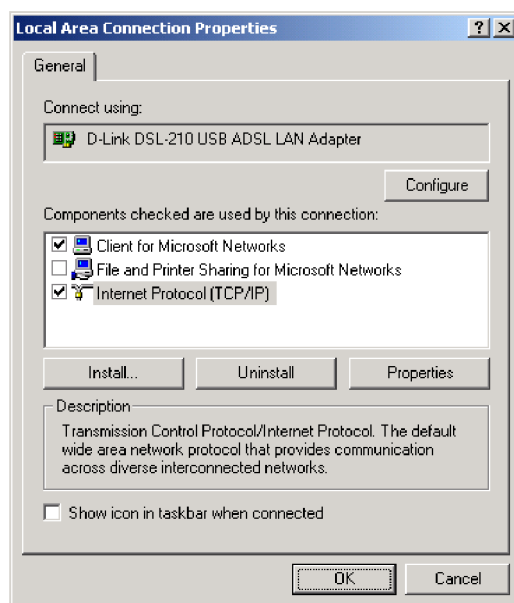 Local Area Connection Properties
General
Connect using:
D-Link DSL-210 USB ADSL LAN Adapter
Configure
Components checked are used by this connection:
Client for Microsoft Networks
File and Printer Sharing for Microsoft Networks
Internet Protocol (TCP/IP)
Install...
Uninstall
Properties
Description
Transmission Control Protocol/Internet Protocol. The default
wide area network protocol that provides communication
across diverse interconnected networks.
Show icon in taskbar when connected
OK
Cancel